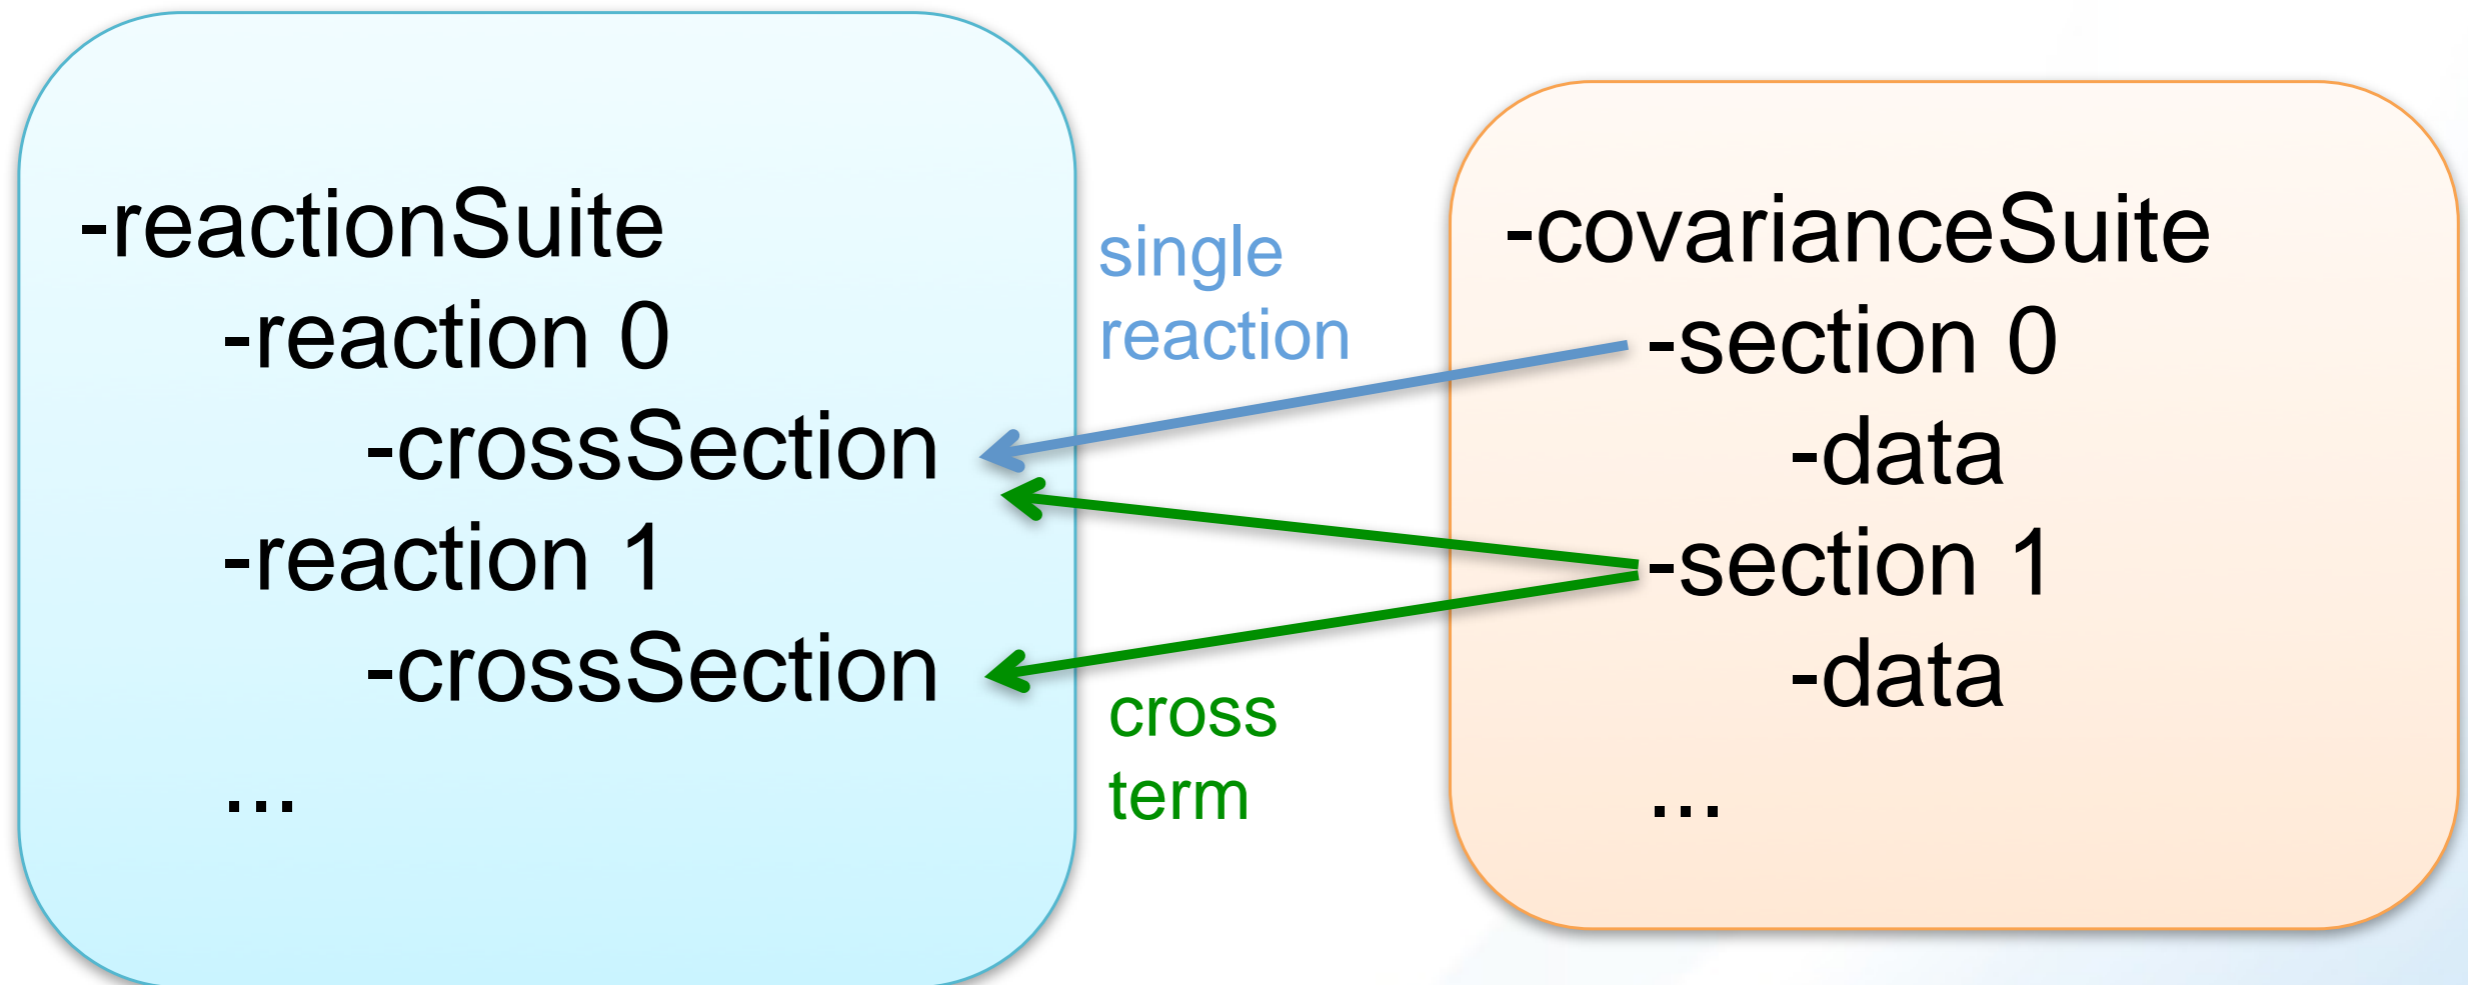 -reactionSuite
-reaction 0
-crossSection
-reaction 1
-crossSection
...
single
reaction
cross
term
-covarianceSuite
-section 0
-data
-section 1
-data
...